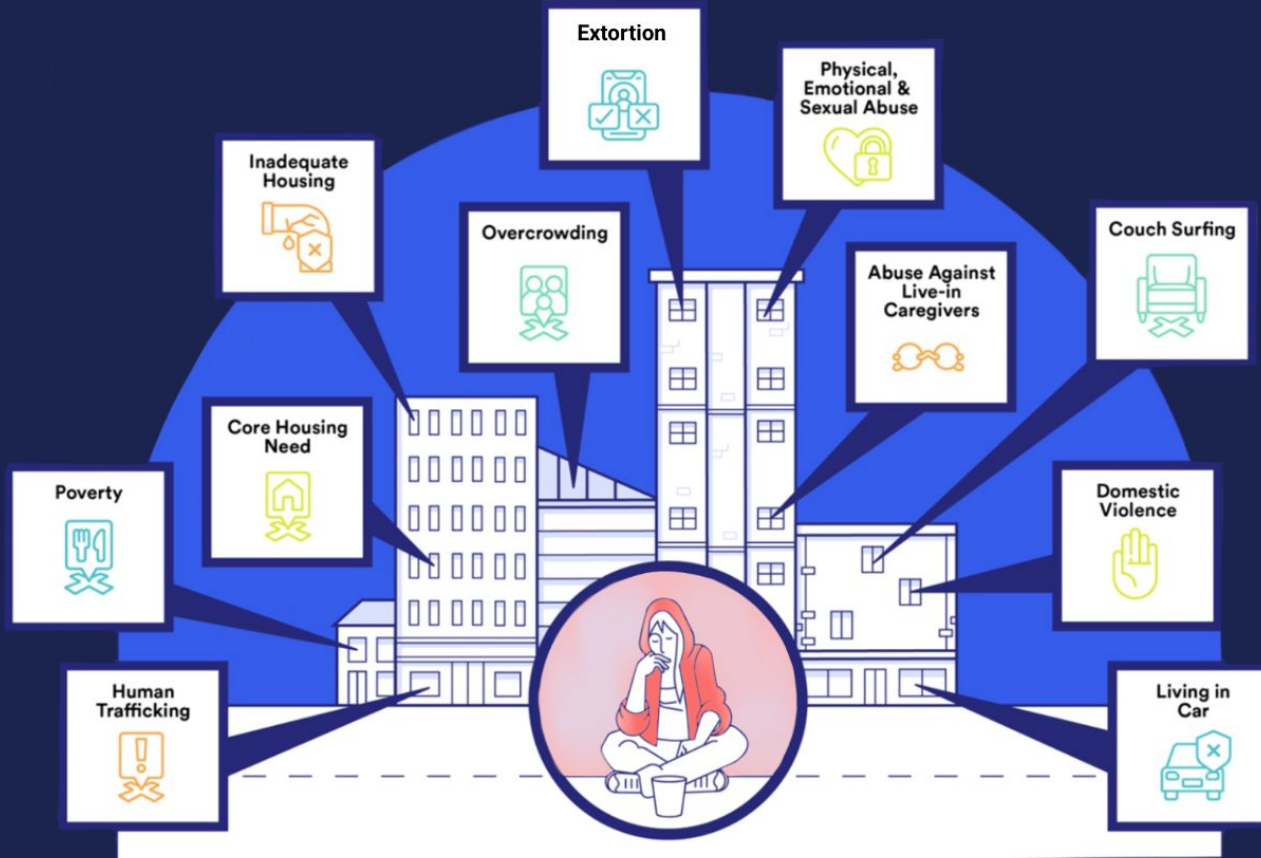 Extortion
Physical,
Emotional &
Sexual Abuse
Inadequate
Housing
Overcrowding
Couch Surfing
Abuse Against
Live-in
Caregivers
Core Housing
Need
Poverty
Domestic
Violence
Human
Trafficking
Living in
Car